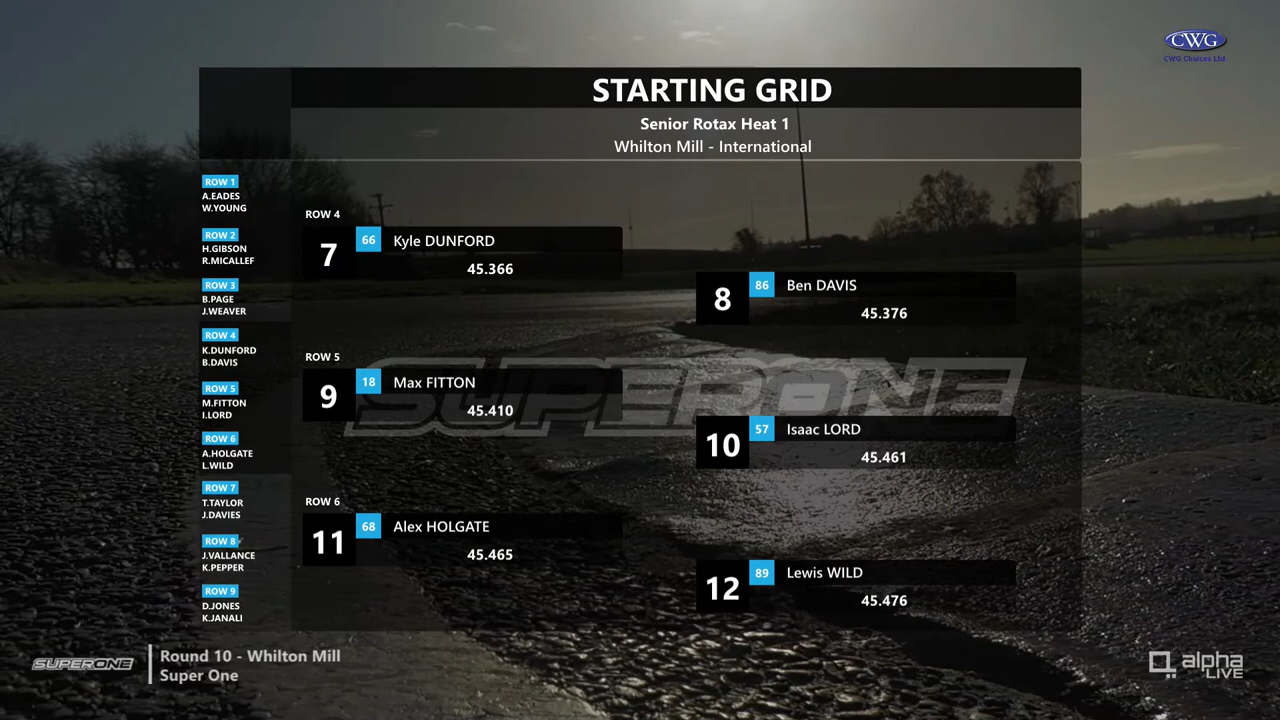 CWG
CWG Choices Ltd
STARTING GRID
Senior Rotax Heat 1
Whilton Mill - International
ROW 1
A.EADES
W.YOUNG
ROW 2
H.GIBSON
R.MICALLEF
ROW 3
B.PAGE
J.WEAVER
ROW 4
K.DUNFORD
B.DAVIS
ROW 5
M.FITTON
I.LORD
ROW 6
A.HOLGATE
L.WILD
ROW 7
T.TAYLOR
J.DAVIES
ROW 8
J.VALLANCE
K.PEPPER
ROW 9
D.JONES
K.JANALI
ROW 4
7 66 Kyle DUNFORD
45.366
8 86 Ben DAVIS
45.376
ROW 5
9 18 Max FITTON
45.410
10 57 Isaac LORD
45.461
ROW 6
11 68 Alex HOLGATE
45.465
12 89 Lewis WILD
45.476
SUPERONE
SUPERONE
Round 10 - Whilton Mill
Super One
alpha
LIVE